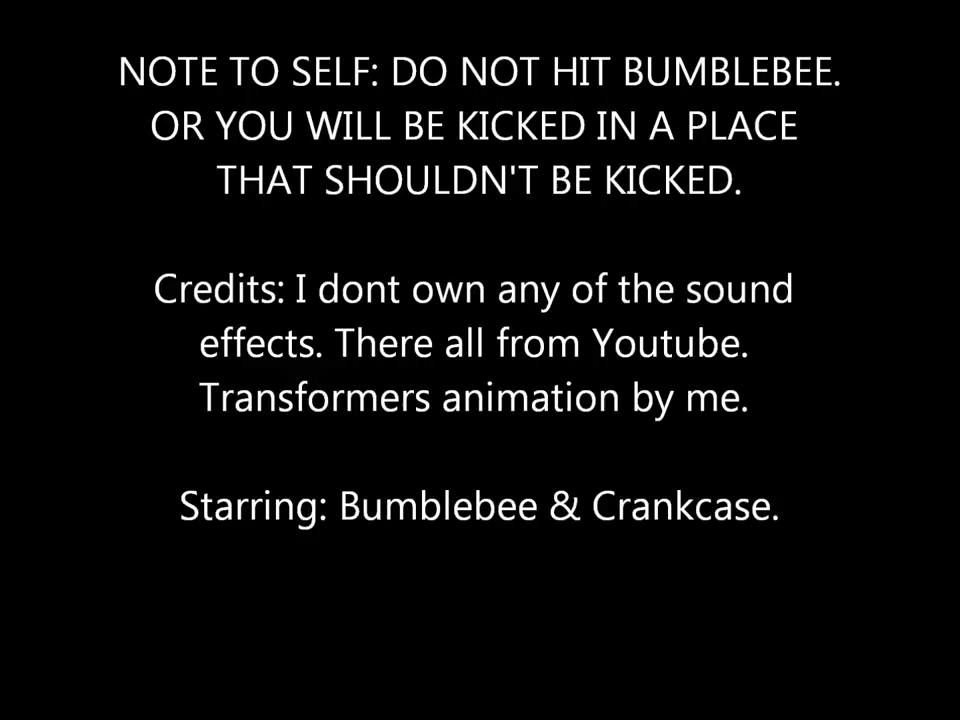 NOTE TO SELF: DO NOT HIT BUMBLEBEE.
OR YOU WILL BE KICKED IN A PLACE
THAT SHOULDN'T BE KICKED.
Credits: I dont own any of the sound
effects. There all from Youtube.
Transformers animation by me.
Starring: Bumblebee & Crankcase.